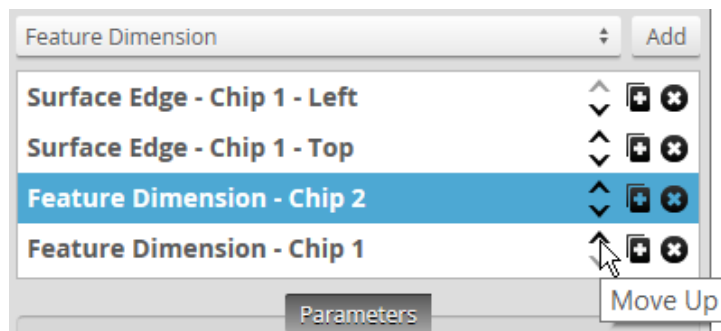 Feature Dimension
Add
Surface Edge - Chip 1 - Left
Surface Edge - Chip 1 - Top
Feature Dimension - Chip 2
Feature Dimension - Chip 1
Move Up
Parameters